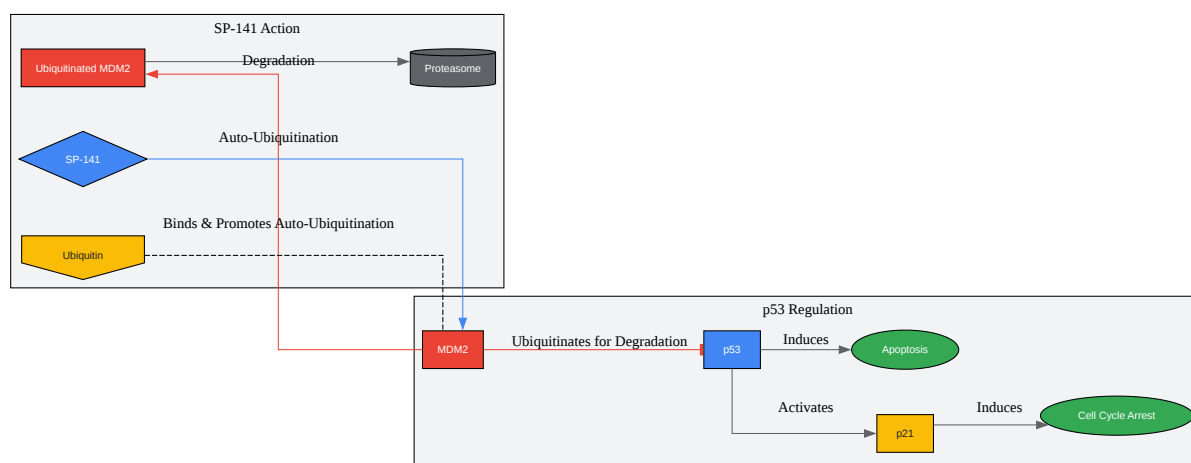 SP-141 Action
Ubiquitinated MDM2
Degradation
Proteasome
Auto-Ubiquitination
SP-141
Binds & Promotes Auto-Ubiquitination
Ubiquitin
p53 Regulation
MDM2
Ubiquitinates for Degradation
p53
Induces
Apoptosis
Activates
p21
Induces
Cell Cycle Arrest